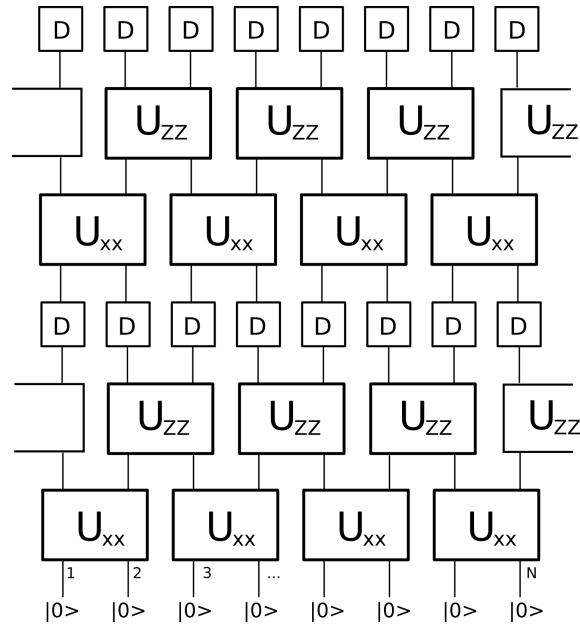 D D D D D D D D
U_ZZ U_ZZ U_ZZ U_ZZ
U_xx U_xx U_xx U_xx
D D D D D D D D
U_ZZ U_ZZ U_ZZ U_ZZ
U_xx U_xx U_xx U_xx
1 2 3 ... N
|0> |0> |0> |0> |0> |0> |0> |0>